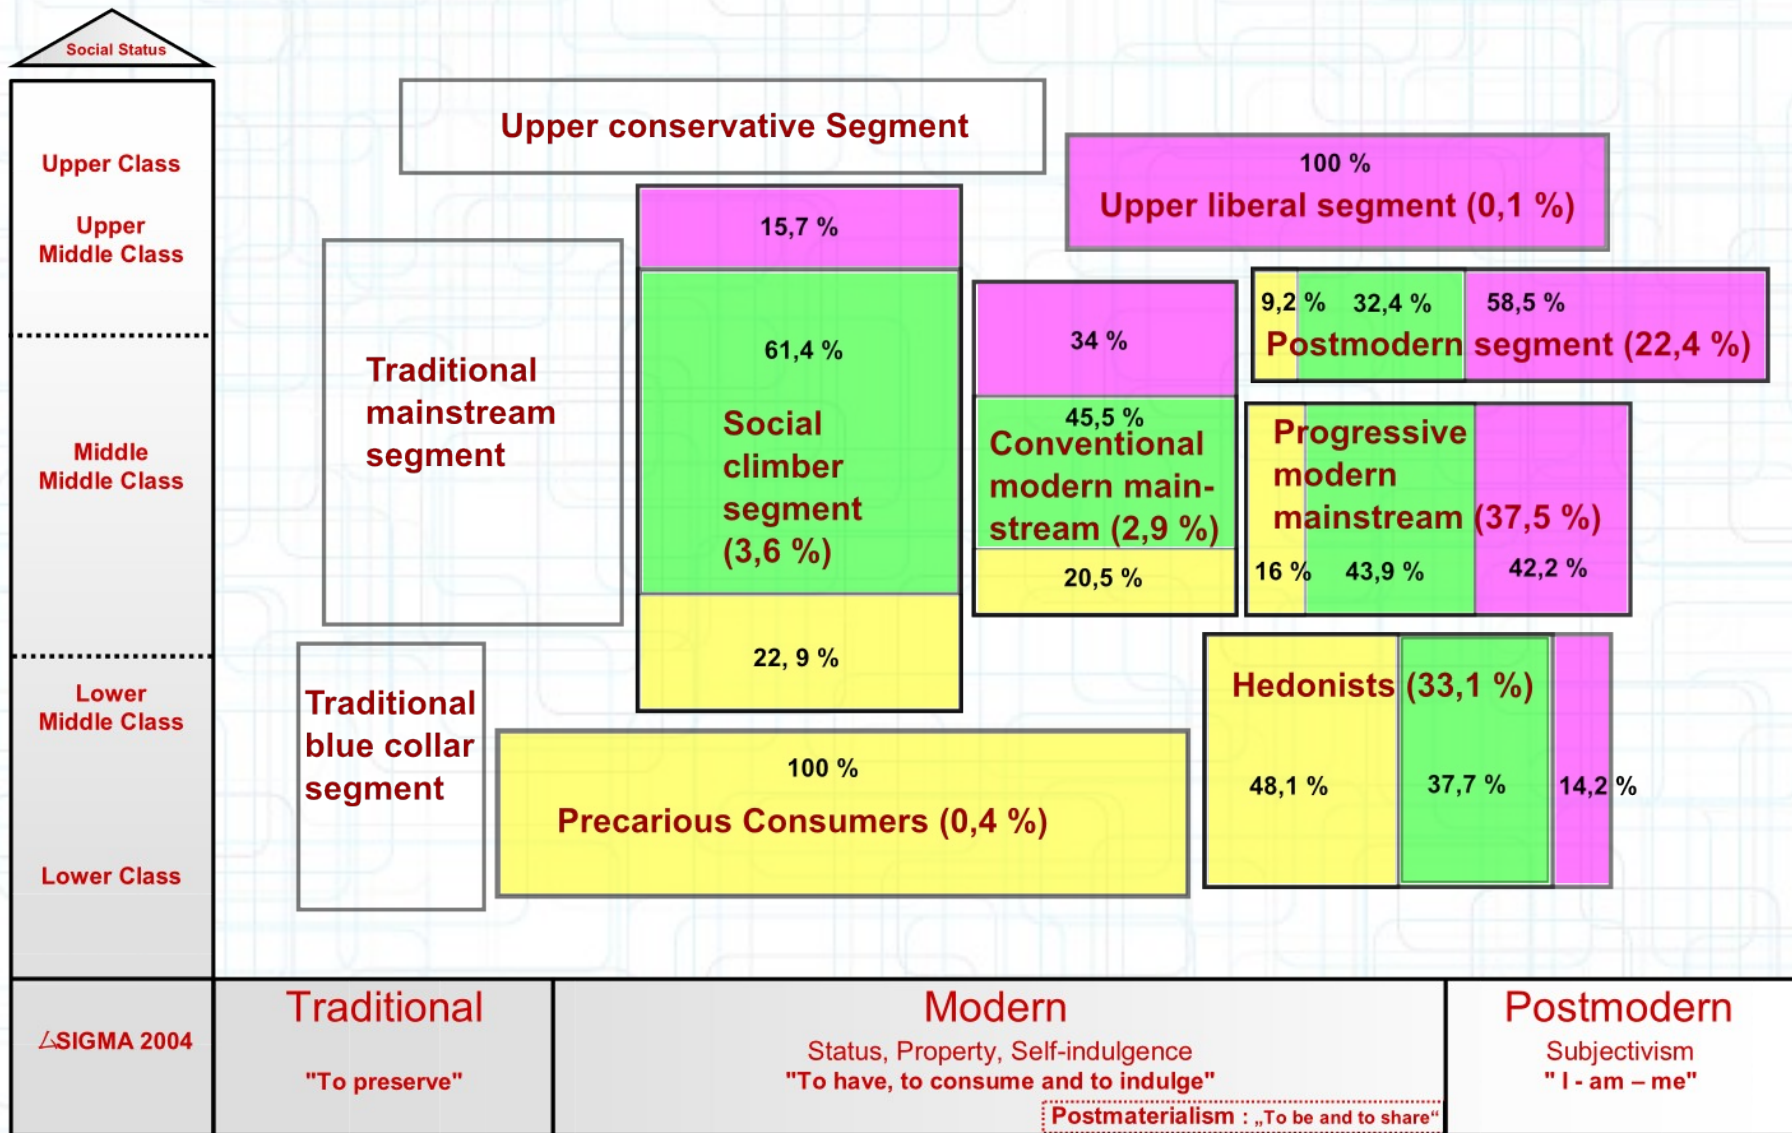 Social Status
Upper Class
Upper
Middle Class
Middle
Middle Class
Lower
Middle Class
Lower Class
Upper conservative Segment
100 %
Upper liberal segment (0,1 %)
Traditional
mainstream
segment
15,7 %
61,4 %
Social
climber
segment
(3,6 %)
22, 9 %
34 %
45,5 %
Conventional
modern main-
stream (2,9 %)
20,5 %
9,2 % 32,4 % 58,5 %
Postmodern segment (22,4 %)
Progressive
modern
mainstream (37,5 %)
16 % 43,9 % 42,2 %
Traditional
blue collar
segment
100 %
Precarious Consumers (0,4 %)
Hedonists (33,1 %)
48,1 % 37,7 % 14,2 %
SIGMA 2004
Traditional
"To preserve"
Modern
Status, Property, Self-indulgence
"To have, to consume and to indulge"
Postmaterialism : „To be and to share“
Postmodern
Subjectivism
" I - am – me"